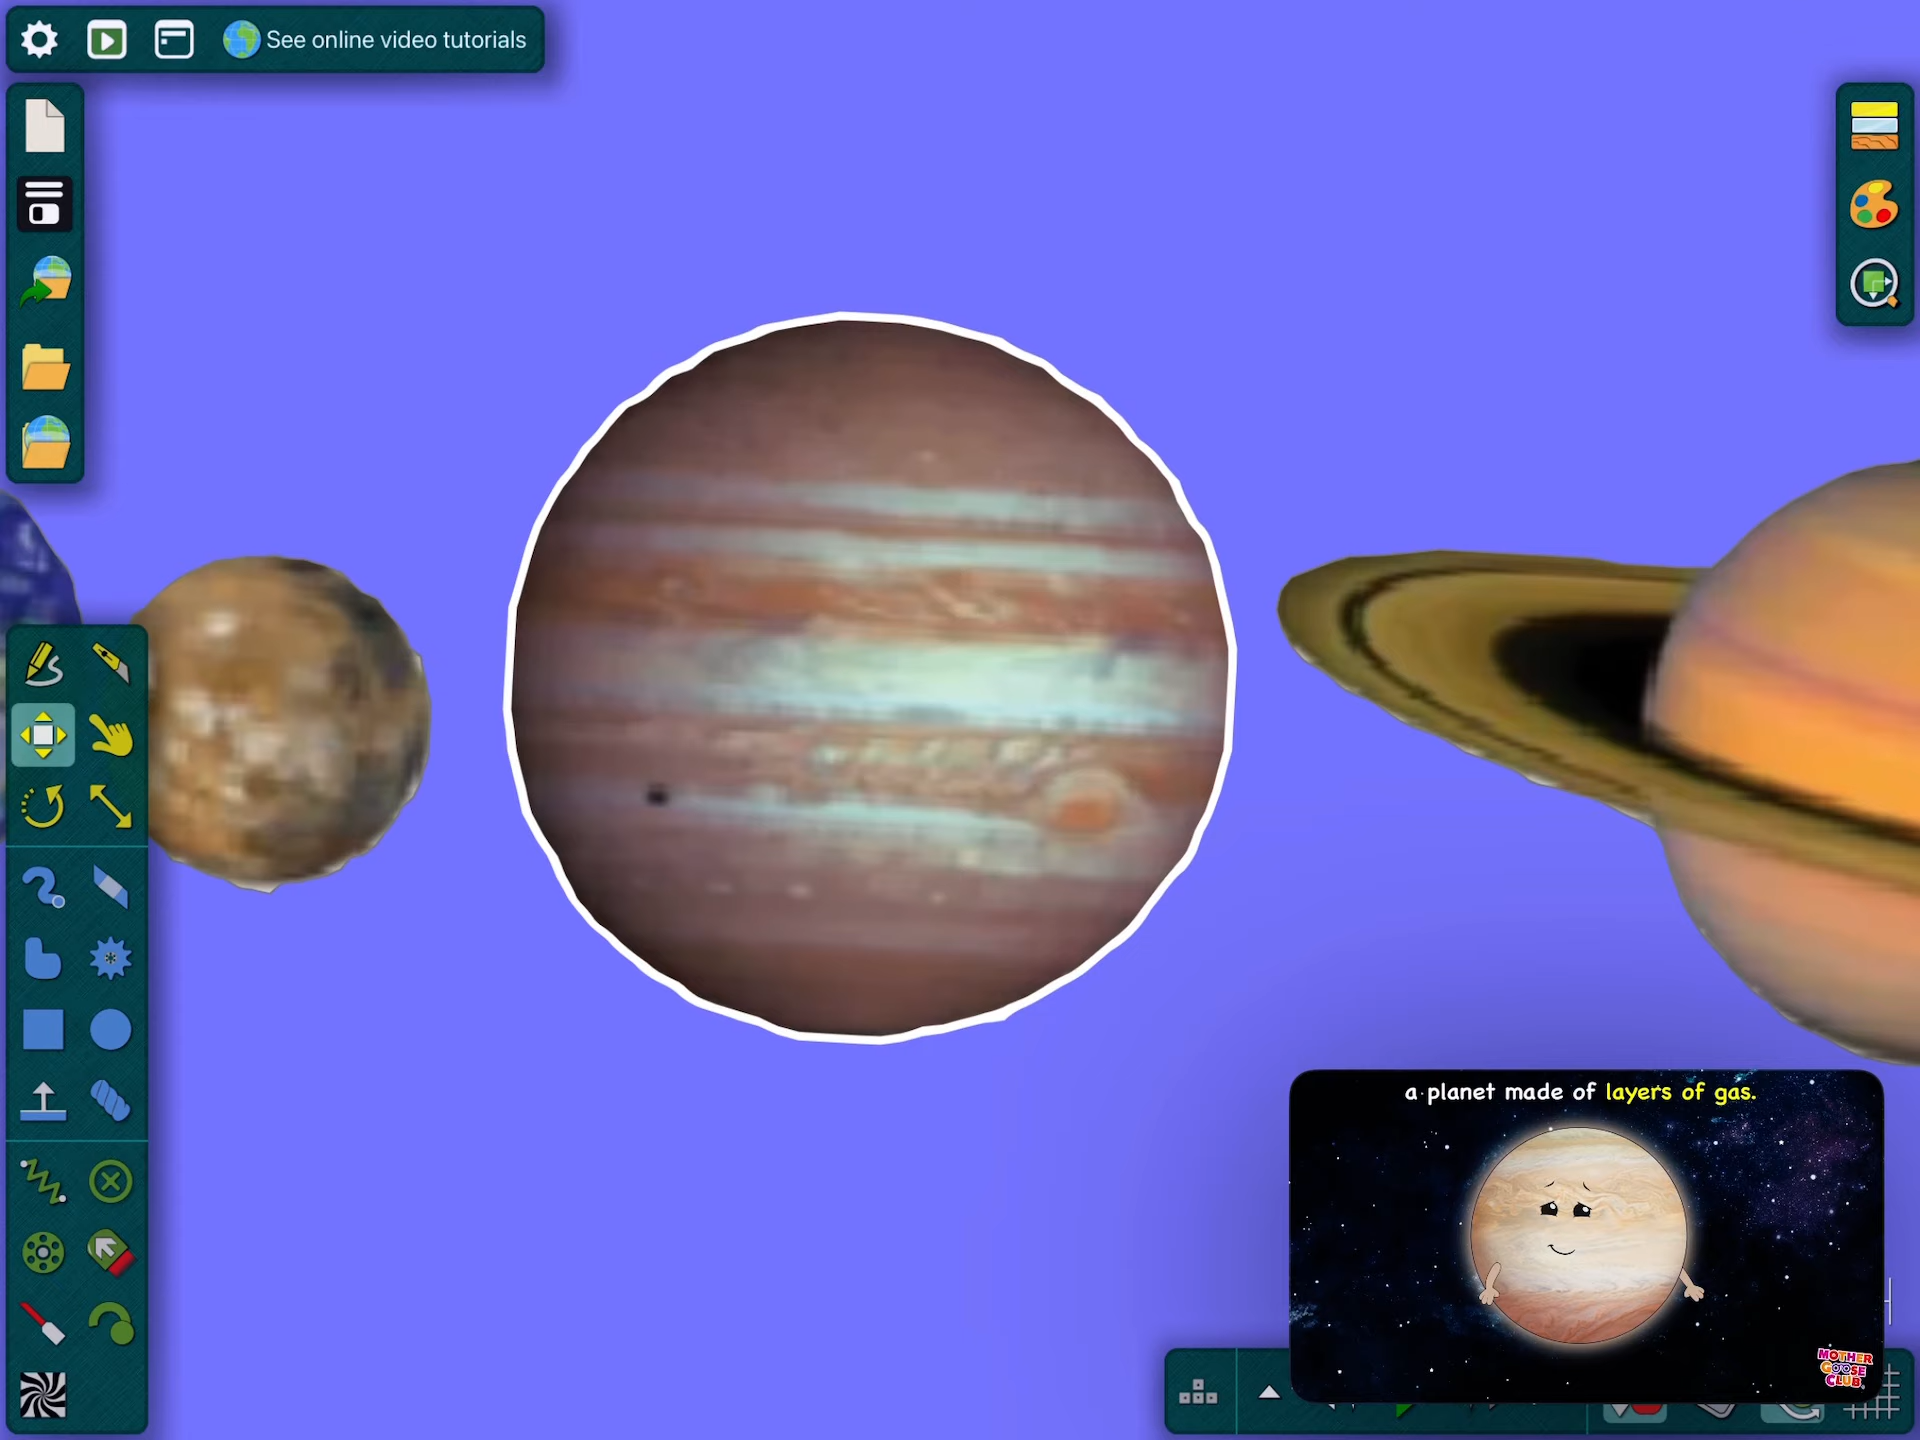 See online video tutorials
a planet made of layers of gas.
MOTHER
GOOSE
CLUB